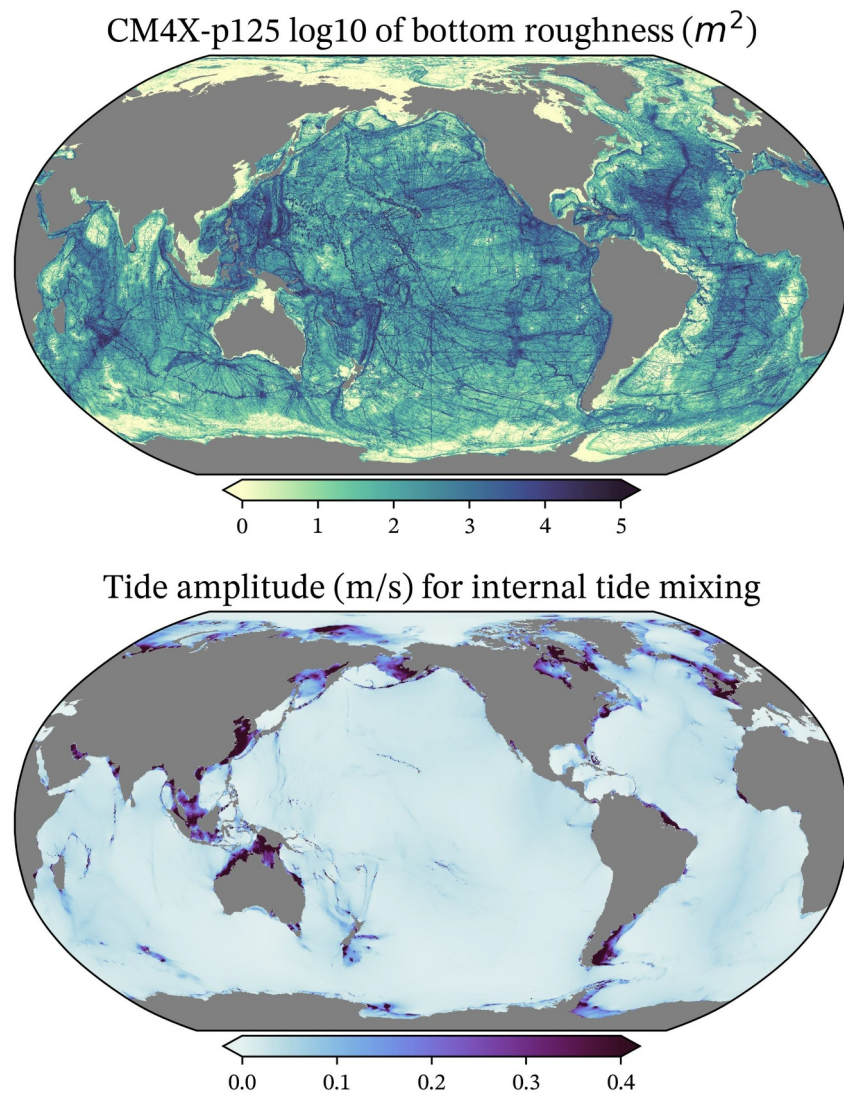 CM4X-p125 log10 of bottom roughness (m²)
0 1 2 3 4 5
Tide amplitude (m/s) for internal tide mixing
0.0 0.1 0.2 0.3 0.4